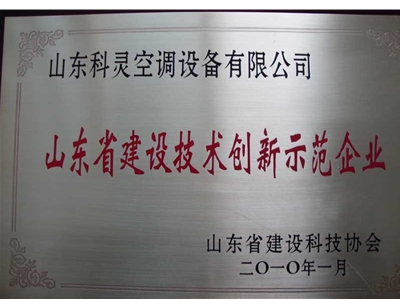 山东科灵空调设备有限公司
山东省建设技术创新示范企业
山东省建设科技协会
二〇一〇年一月